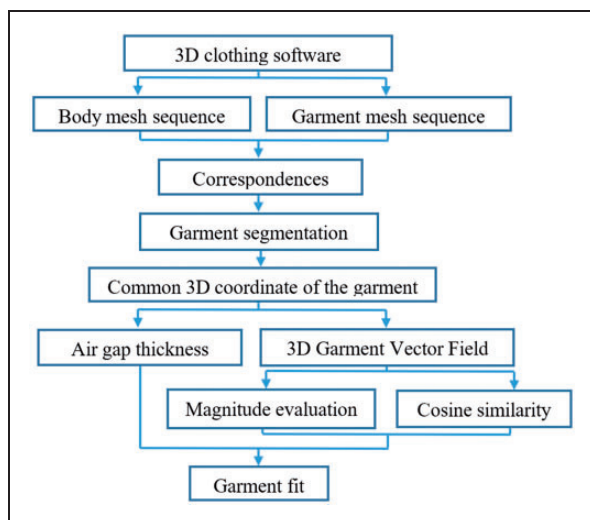 3D clothing software
Body mesh sequence
Garment mesh sequence
Correspondences
Garment segmentation
Common 3D coordinate of the garment
Air gap thickness
3D Garment Vector Field
Magnitude evaluation
Cosine similarity
Garment fit